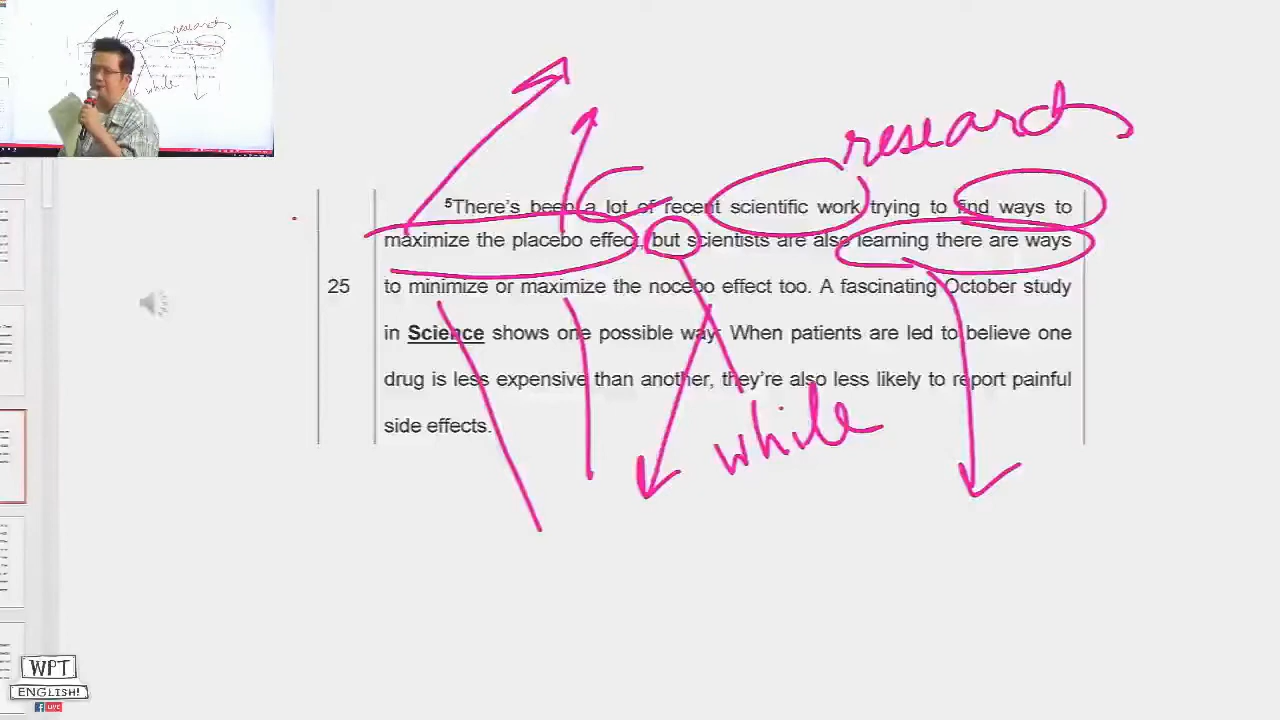 research
⁵There's been a lot of recent scientific work trying to find ways to
maximize the placebo effect, but scientists are also learning there are ways
25 to minimize or maximize the nocebo effect too. A fascinating October study
in Science shows one possible way. When patients are led to believe one
drug is less expensive than another, they're also less likely to report painful
side effects.
while
WPT
ENGLISH!
LIVE